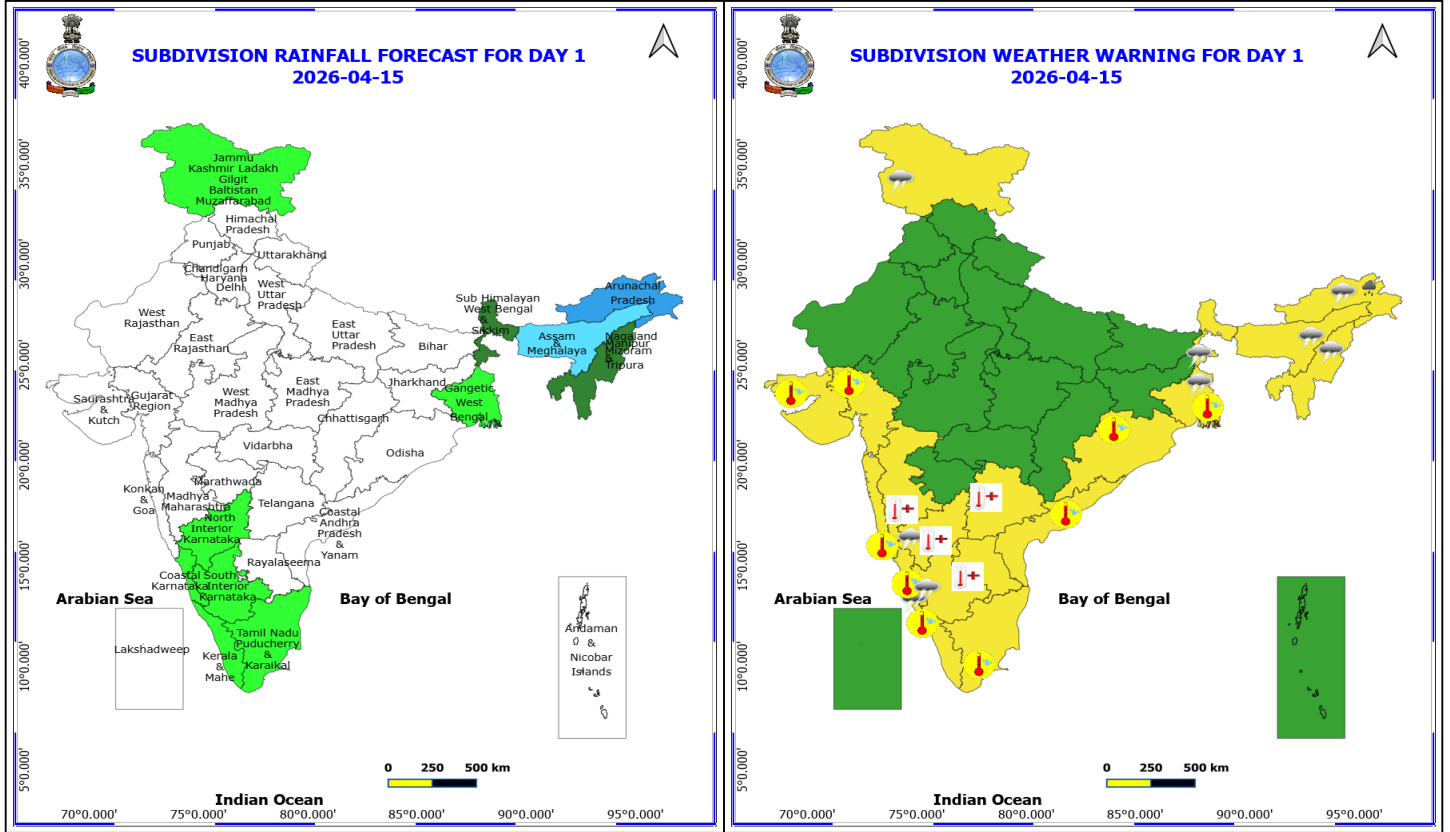 SUBDIVISION RAINFALL FORECAST FOR DAY 1
2026-04-15
40°0.000'
35°0.000'
30°0.000'
25°0.000'
20°0.000'
15°0.000'
10°0.000'
5°0.000'
Jammu
Kashmir Ladakh
Gilgit
Baltistan
Muzaffarabad
Himachal
Pradesh
Punjab
Uttarakhand
Chandigarh
Haryana
Delhi
West
Uttar
Pradesh
Arunachal
Pradesh
Sub Himalayan
West Bengal
&
Sikkim
West
Rajasthan
East
Rajasthan
East
Uttar
Pradesh
Bihar
Assam
&
Meghalaya
Nagaland
Manipur
Mizoram
&
Tripura
Jharkhand
Gangetic
West
Bengal
Saurashtra
&
Kutch
Gujarat
Region
West
Madhya
Pradesh
East
Madhya
Pradesh
Chhattisgarh
Vidarbha
Odisha
Konkan
&
Goa
Madhya
Maharashtra
Marathwada
Telangana
North
Interior
Karnataka
Coastal
Andhra
Pradesh
&
Yanam
Rayalaseema
Coastal
Karnataka
South
Interior
Karnataka
Arabian Sea
Bay of Bengal
Lakshadweep
Kerala
&
Mahe
Tamil Nadu
Puducherry
&
Karaikal
Andaman
&
Nicobar
Islands
0 250 500 km
Indian Ocean
70°0.000' 75°0.000' 80°0.000' 85°0.000' 90°0.000' 95°0.000'
SUBDIVISION WEATHER WARNING FOR DAY 1
2026-04-15
40°0.000'
35°0.000'
30°0.000'
25°0.000'
20°0.000'
15°0.000'
10°0.000'
5°0.000'
Arabian Sea
Bay of Bengal
0 250 500 km
Indian Ocean
70°0.000' 75°0.000' 80°0.000' 85°0.000' 90°0.000' 95°0.000'